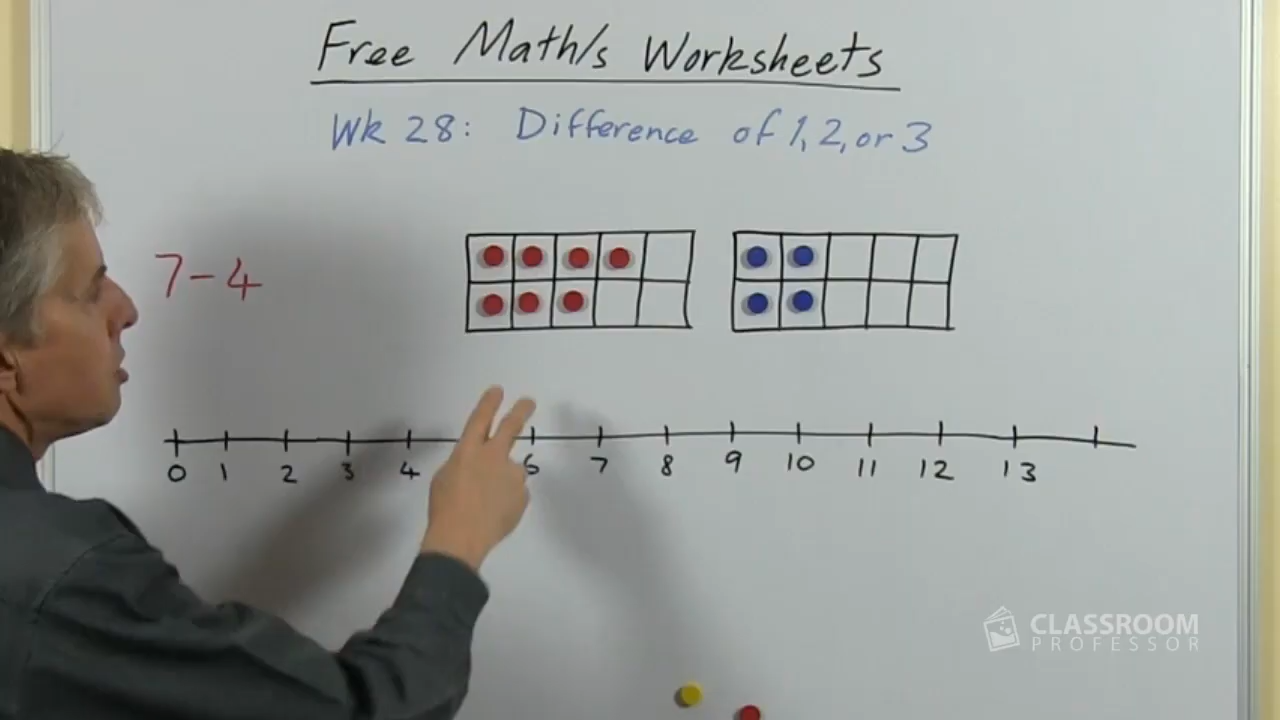 Free Math/s Worksheets
Wk 28: Difference of 1, 2, or 3
7-4
0 1 2 3 4 6 7 8 9 10 11 12 13
CLASSROOM
PROFESSOR